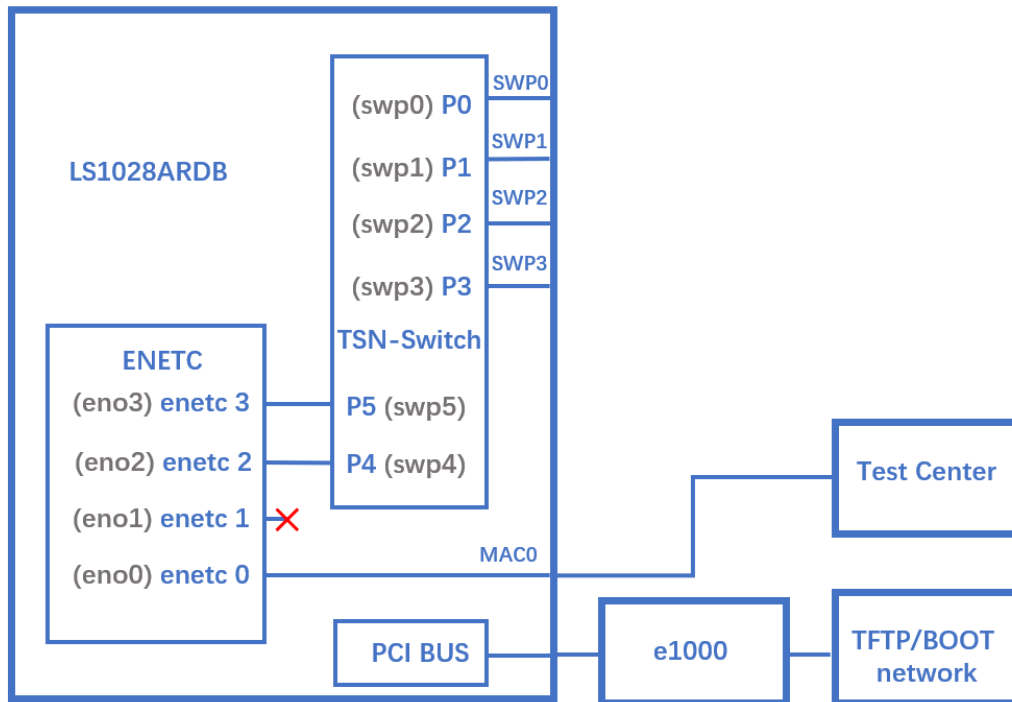 LS1028ARDB
(swp0) P0
SWP0
(swp1) P1
SWP1
(swp2) P2
SWP2
(swp3) P3
SWP3
TSN-Switch
P5 (swp5)
P4 (swp4)
ENETC
(eno3) enetc 3
(eno2) enetc 2
(eno1) enetc 1
(eno0) enetc 0
MAC0
Test Center
PCI BUS
e1000
TFTP/BOOT
network